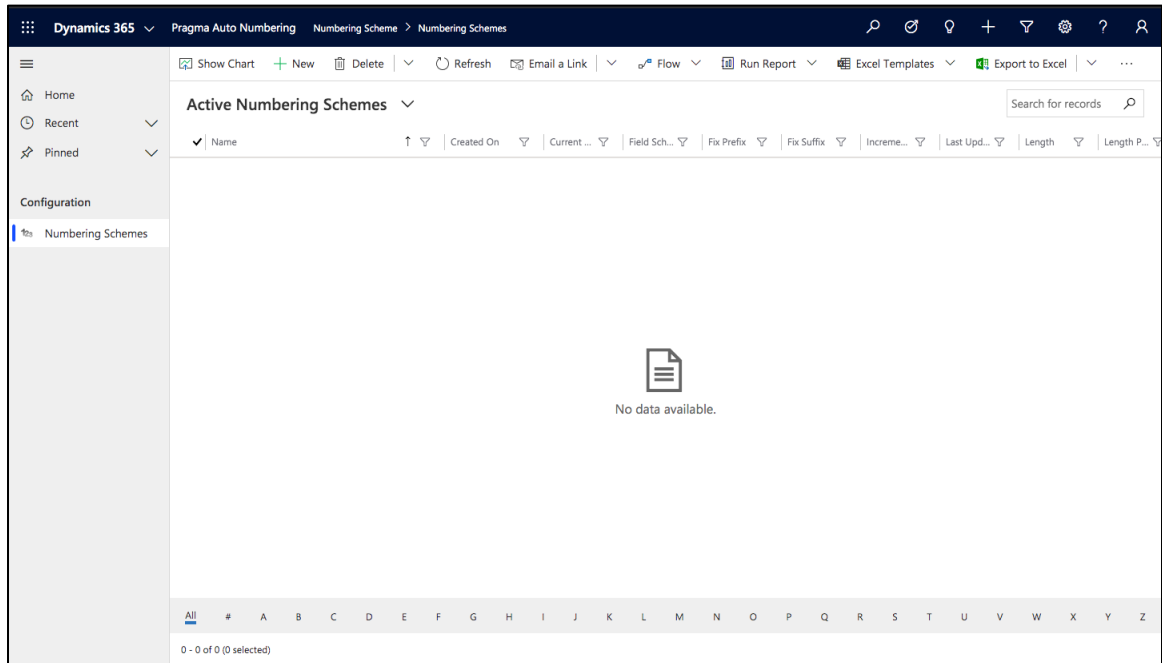 Dynamics 365 Pragma Auto Numbering Numbering Scheme > Numbering Schemes
Show Chart New Delete Refresh Email a Link Flow Run Report Excel Templates Export to Excel ...
Home
Recent
Pinned
Configuration
Numbering Schemes
Active Numbering Schemes
Search for records
Name Created On Current ... Field Sch... Fix Prefix Fix Suffix Increme... Last Upd... Length Length P...
No data available.
All # A B C D E F G H I J K L M N O P Q R S T U V W X Y Z
0 - 0 of 0 (0 selected)